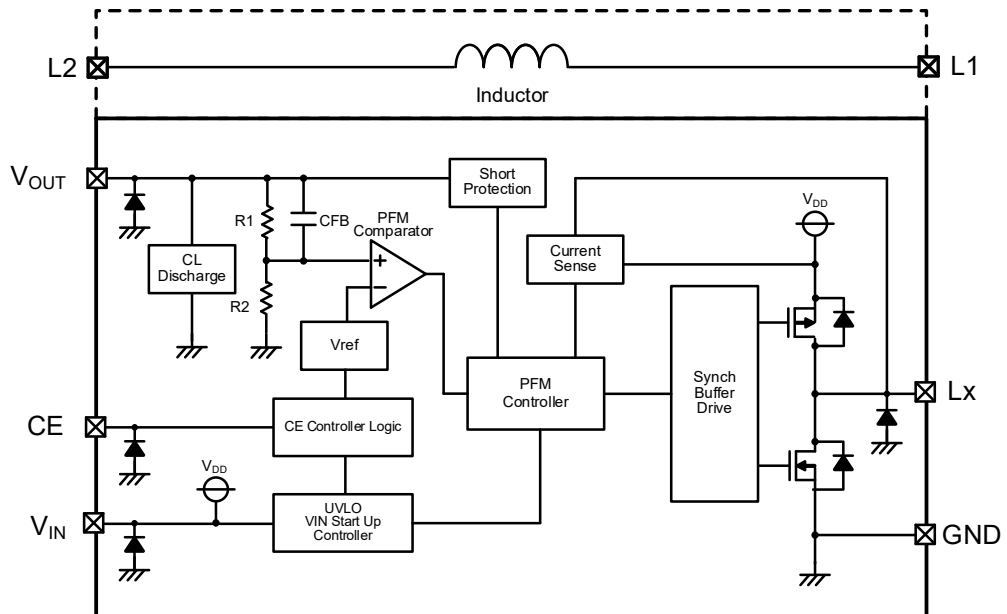 L2
L1
Inductor
VOUT
Short
Protection
VDD
R1
CFB
PFM
Comparator
CL
Discharge
+
−
Current
Sense
R2
Vref
Synch
Buffer
Drive
PFM
Controller
Lx
CE
CE Controller Logic
VDD
VIN
UVLO
VIN Start Up
Controller
GND